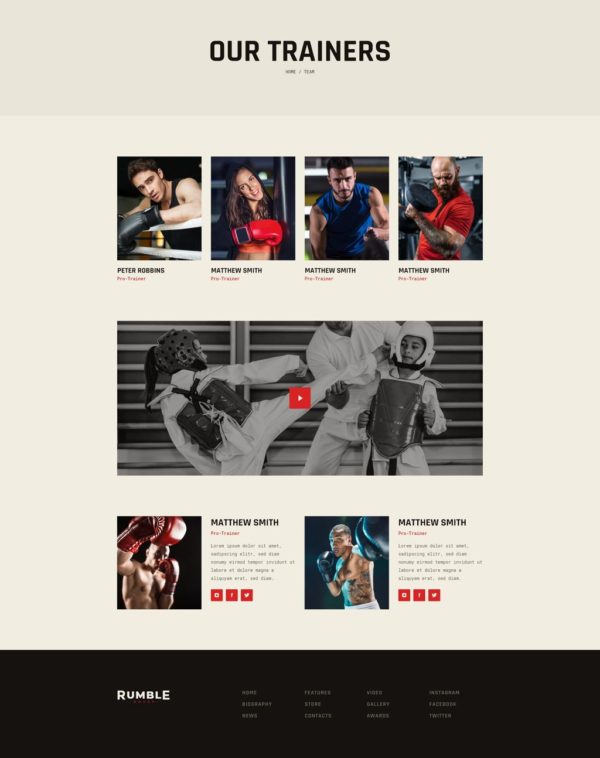 OUR TRAINERS
HOME / TEAM
PETER ROBBINS
Pro-Trainer
MATTHEW SMITH
Pro-Trainer
MATTHEW SMITH
Pro-Trainer
MATTHEW SMITH
Pro-Trainer
MATTHEW SMITH
Pro-Trainer
Lorem ipsum dolor sit amet,
sadipscing elitr, sed diam
nonumy eirmod tempor invidunt ut
labore et dolore magna a
aliquyam erat, sed diam.
MATTHEW SMITH
Pro-Trainer
Lorem ipsum dolor sit amet,
sadipscing elitr, sed diam
nonumy eirmod tempor invidunt ut
labore et dolore magna a
aliquyam erat, sed diam.
RUMBLE
HOME
BIOGRAPHY
NEWS
FEATURES
STORE
CONTACTS
VIDEO
GALLERY
AWARDS
INSTAGRAM
FACEBOOK
TWITTER